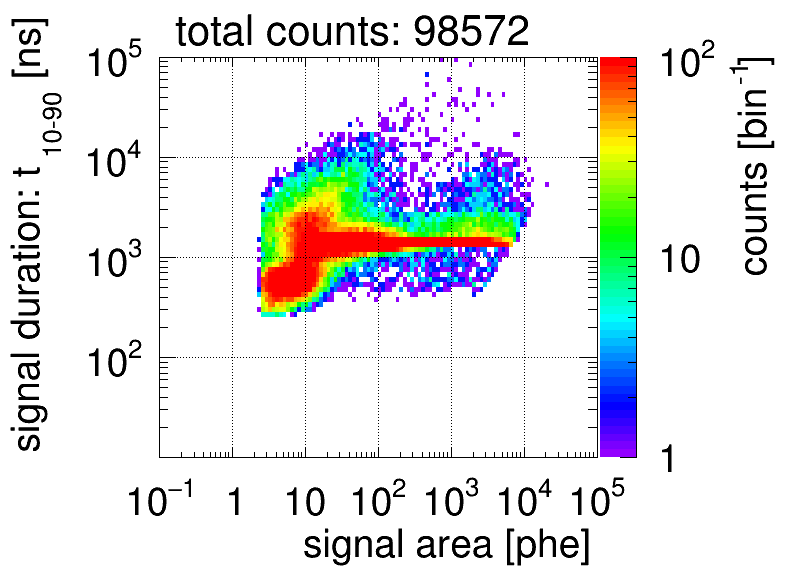 total counts: 98572
signal duration: t 10-90 [ns]
10^5
10^4
10^3
10^2
10^−1 1 10 10^2 10^3 10^4 10^5
signal area [phe]
10^2
10
1
counts [bin^-1]